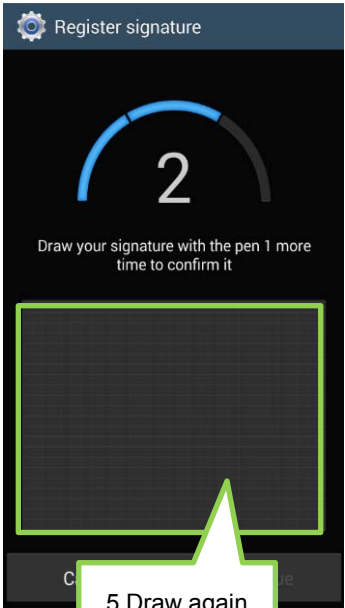 Register signature
2
Draw your signature with the pen 1 more
time to confirm it
5.Draw again